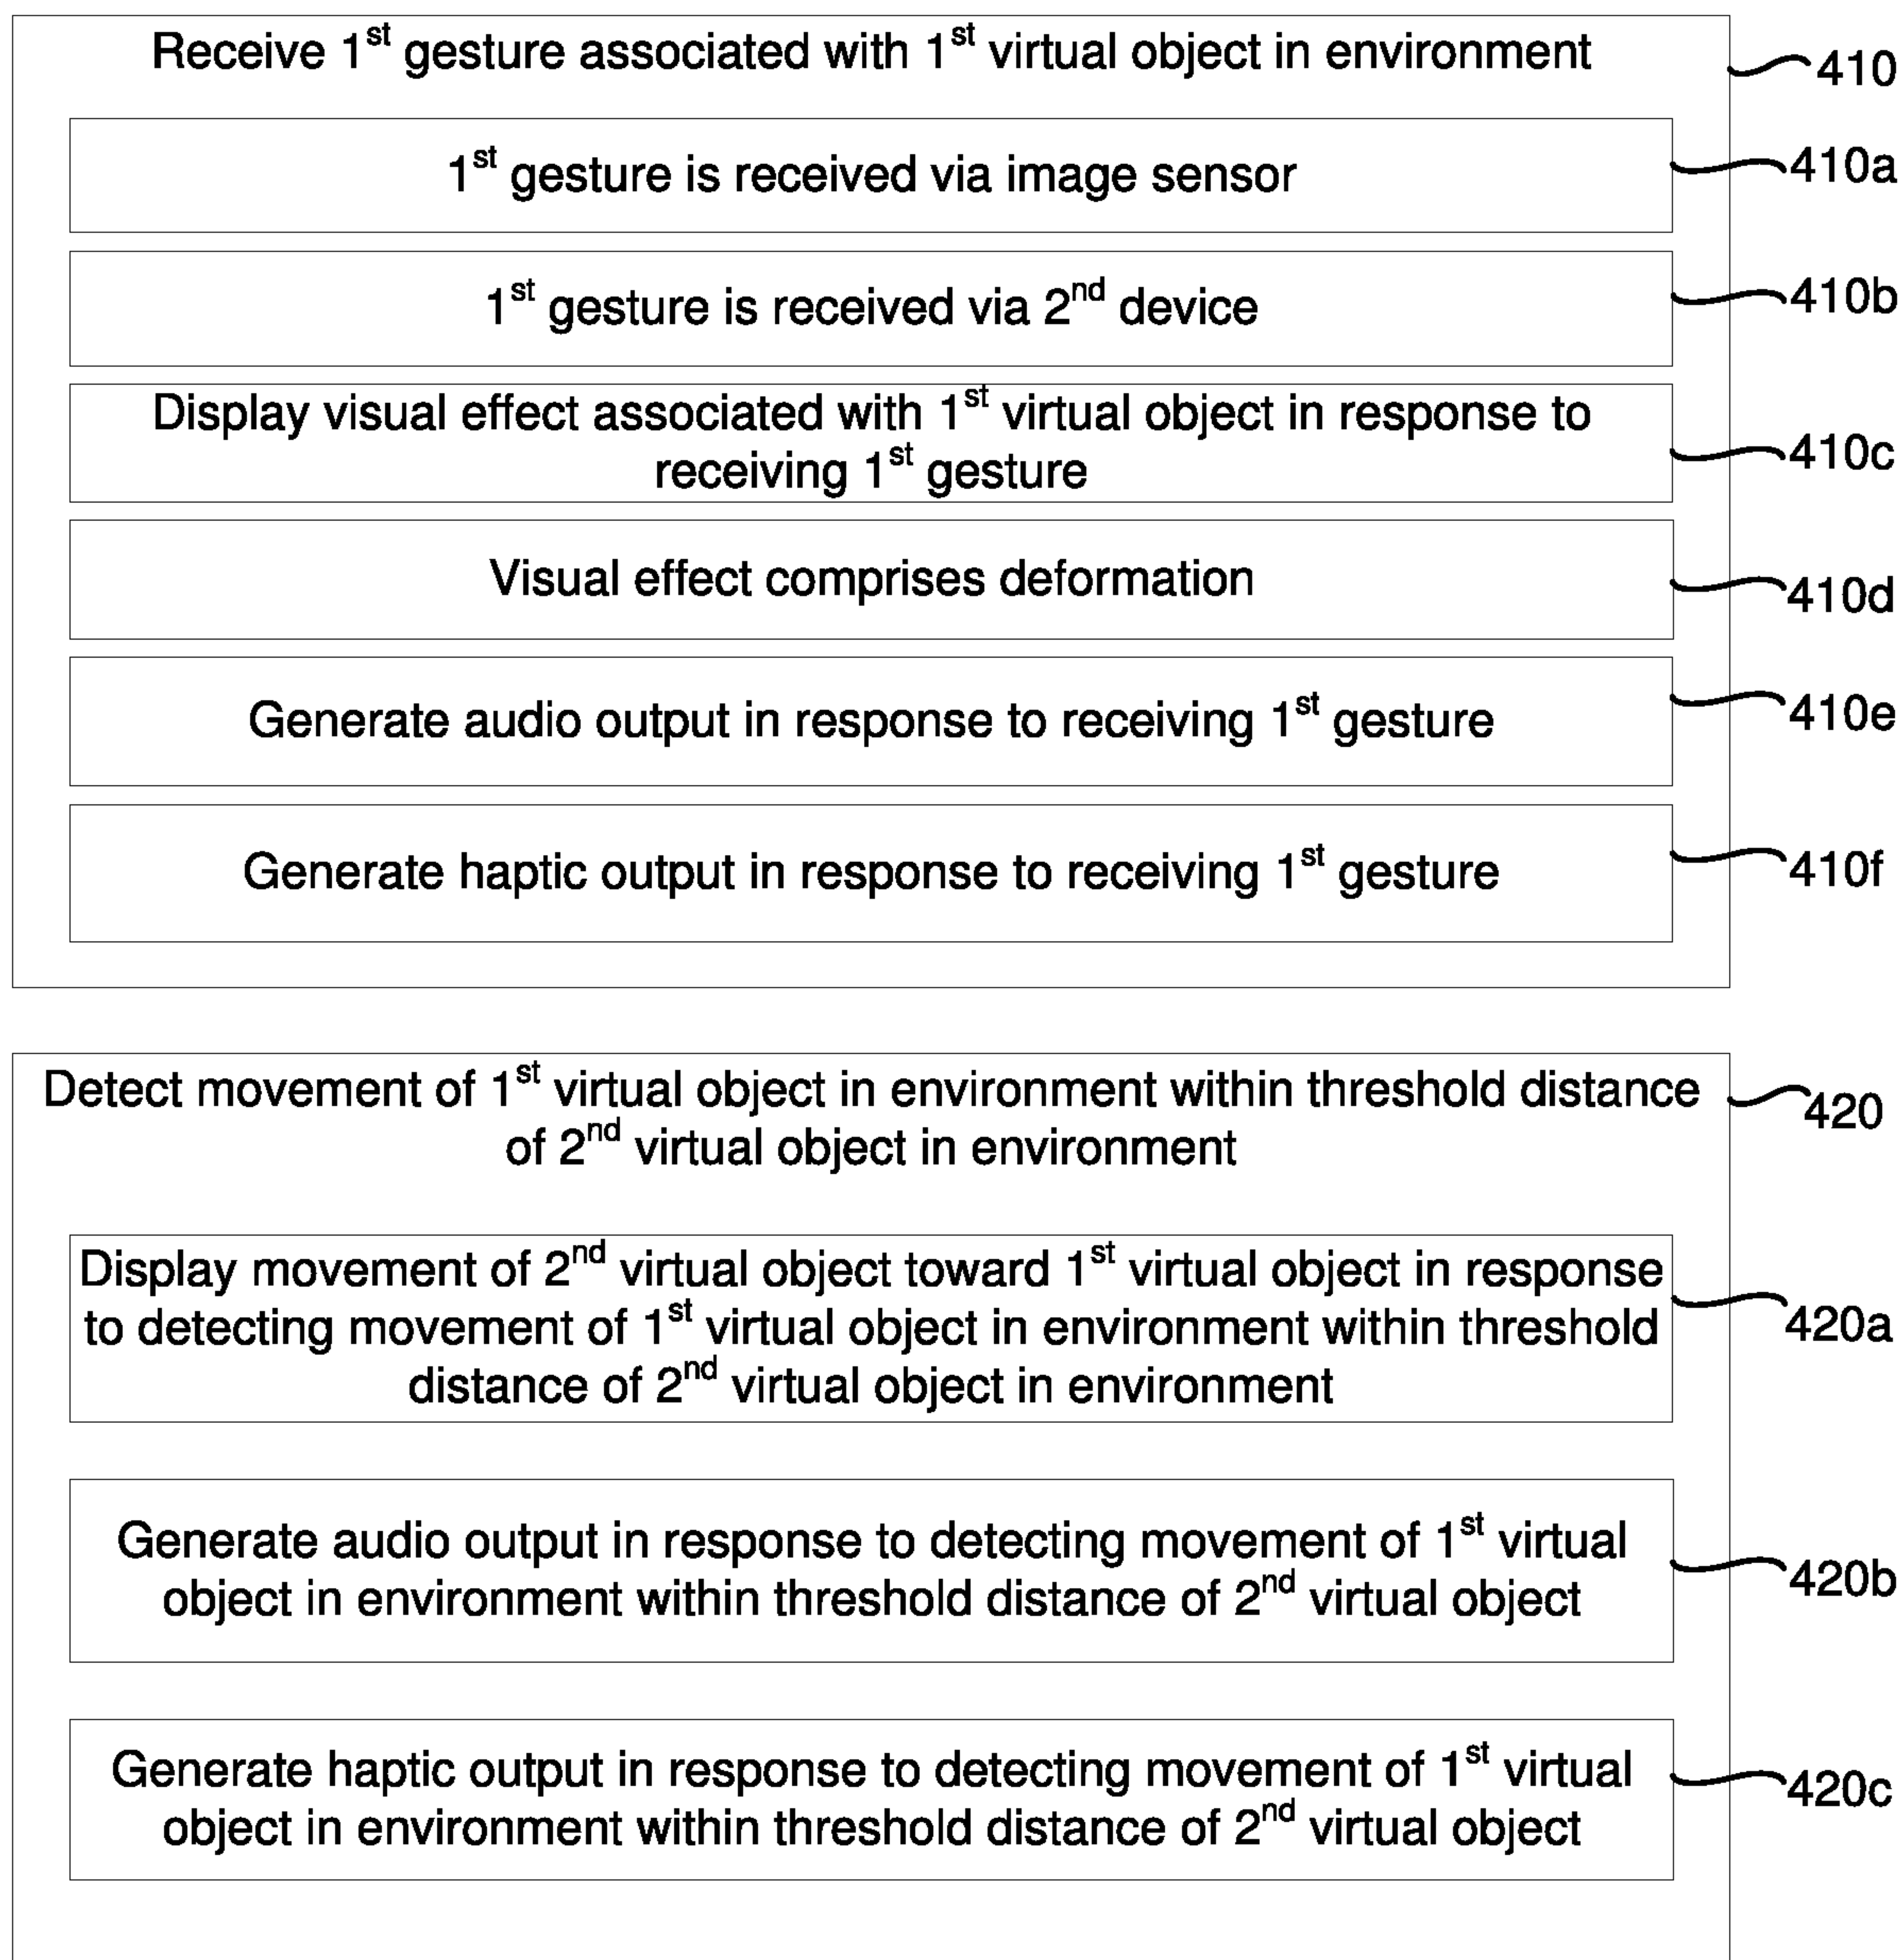 Receive 1st gesture associated with 1st virtual object in environment
410
1st gesture is received via image sensor
410a
1st gesture is received via 2nd device
410b
Display visual effect associated with 1st virtual object in response to
receiving 1st gesture
410c
Visual effect comprises deformation
410d
Generate audio output in response to receiving 1st gesture
410e
Generate haptic output in response to receiving 1st gesture
410f
Detect movement of 1st virtual object in environment within threshold distance
of 2nd virtual object in environment
420
Display movement of 2nd virtual object toward 1st virtual object in response
to detecting movement of 1st virtual object in environment within threshold
distance of 2nd virtual object in environment
420a
Generate audio output in response to detecting movement of 1st virtual
object in environment within threshold distance of 2nd virtual object
420b
Generate haptic output in response to detecting movement of 1st virtual
object in environment within threshold distance of 2nd virtual object
420c